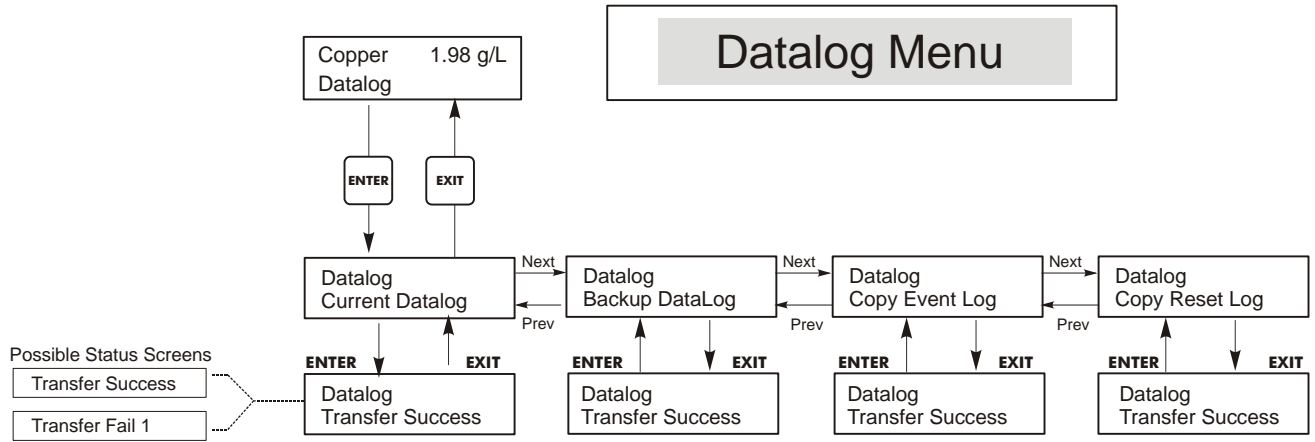 Datalog Menu
Copper 1.98 g/L
Datalog
ENTER EXIT
Datalog
Current Datalog
Next
Prev
Datalog
Backup DataLog
Next
Prev
Datalog
Copy Event Log
Next
Prev
Datalog
Copy Reset Log
ENTER EXIT
ENTER EXIT
ENTER EXIT
ENTER EXIT
Possible Status Screens
Transfer Success
Transfer Fail 1
Datalog
Transfer Success
Datalog
Transfer Success
Datalog
Transfer Success
Datalog
Transfer Success